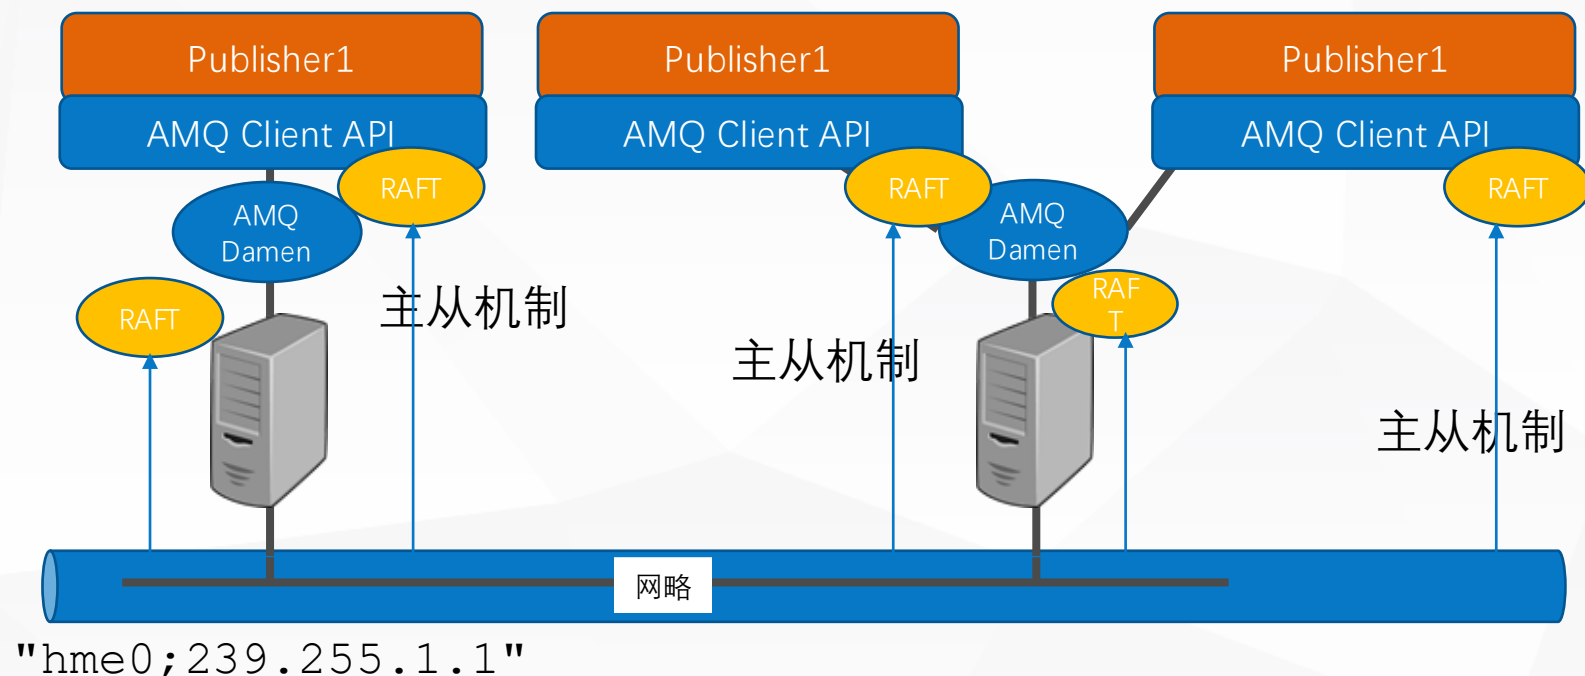 Publisher1
Publisher1
Publisher1
AMQ Client API
AMQ Client API
AMQ Client API
RAFT
RAFT
RAFT
AMQ
Damen
AMQ
Damen
RAFT
RAF
T
主从机制
主从机制
主从机制
网略
"hme0;239.255.1.1"